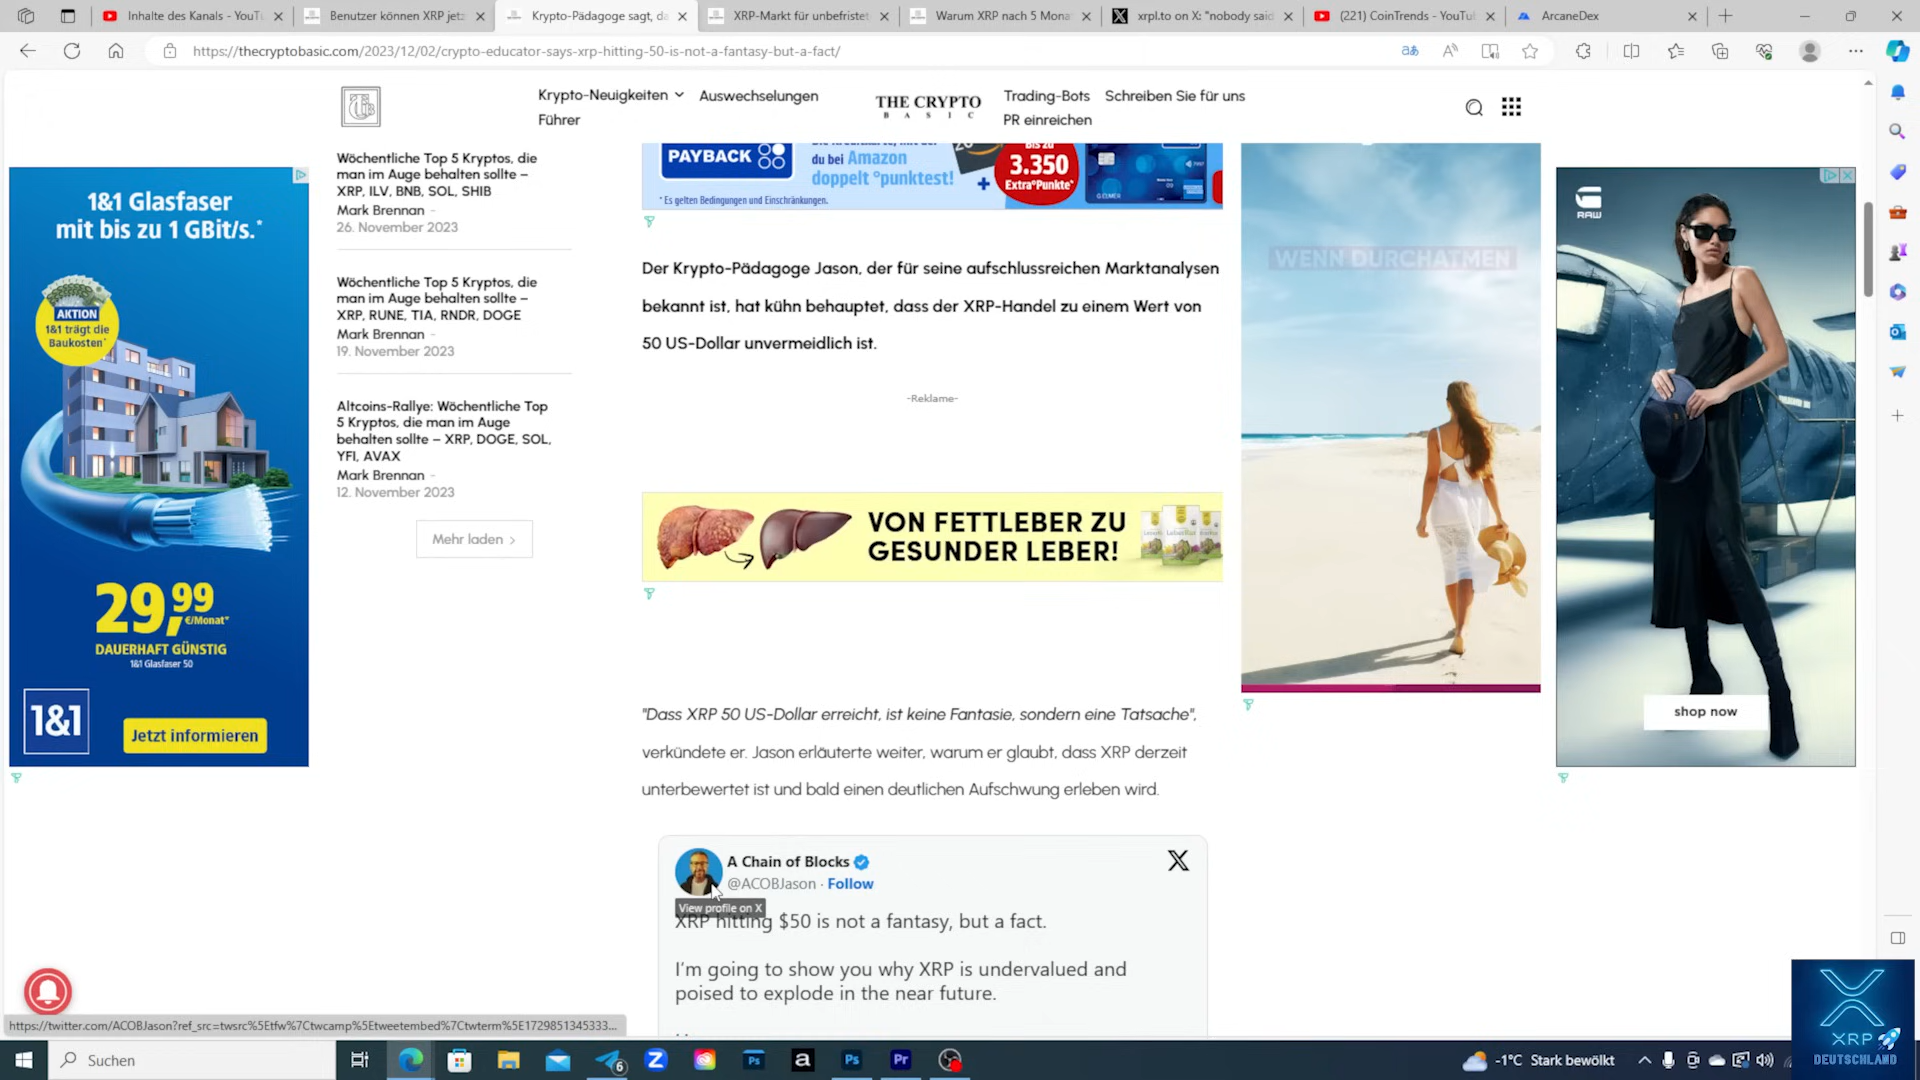 Inhalte des Kanals - YouTu
Benutzer können XRP jetz
Krypto-Pädagoge sagt, da
XRP-Markt für unbefristet
Warum XRP nach 5 Mona
xrpl.to on X: "nobody said
(221) CoinTrends - YouTu
ArcaneDex
https://thecryptobasic.com/2023/12/02/crypto-educator-says-xrp-hitting-50-is-not-a-fantasy-but-a-fact/
Krypto-Neuigkeiten
Auswechselungen
Führer
THE CRYPTO
BASIC
Trading-Bots
Schreiben Sie für uns
PR einreichen
1&1 Glasfaser
mit bis zu 1 GBit/s.*
AKTION
1&1 trägt die
Baukosten*
29,99
€/Monat*
DAUERHAFT GÜNSTIG
1&1 Glasfaser 50
1&1
Jetzt informieren
Wöchentliche Top 5 Kryptos, die
man im Auge behalten sollte –
XRP, ILV, BNB, SOL, SHIB
Mark Brennan -
26. November 2023
Wöchentliche Top 5 Kryptos, die
man im Auge behalten sollte –
XRP, RUNE, TIA, RNDR, DOGE
Mark Brennan -
19. November 2023
Altcoins-Rallye: Wöchentliche Top
5 Kryptos, die man im Auge
behalten sollte – XRP, DOGE, SOL,
YFI, AVAX
Mark Brennan -
12. November 2023
Mehr laden
PAYBACK
du bei Amazon
doppelt °punktest!
+
3.350
Extra°Punkte*
* Es gelten Bedingungen und Einschränkungen.
Der Krypto-Pädagoge Jason, der für seine aufschlussreichen Marktanalysen
bekannt ist, hat kühn behauptet, dass der XRP-Handel zu einem Wert von
50 US-Dollar unvermeidlich ist.
-Reklame-
VON FETTLEBER ZU
GESUNDER LEBER!
"Dass XRP 50 US-Dollar erreicht, ist keine Fantasie, sondern eine Tatsache",
verkündete er. Jason erläuterte weiter, warum er glaubt, dass XRP derzeit
unterbewertet ist und bald einen deutlichen Aufschwung erleben wird.
A Chain of Blocks
@ACOBJason · Follow
View profile on X
XRP hitting $50 is not a fantasy, but a fact.
I'm going to show you why XRP is undervalued and
poised to explode in the near future.
WENN DURCHATMEN
RAW
shop now
https://twitter.com/ACOBJason?ref_src=twsrc%5Etfw%7Ctwcamp%5Etweetembed%7Ctwterm%5E1729851345333...
Suchen
6
-1°C Stark bewölkt
XRP
DEUTSCHLAND